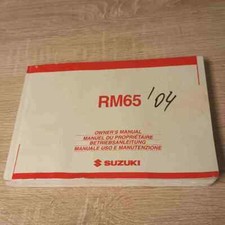 RM65 '04
OWNER'S MANUAL
MANUEL DU PROPRIÉTAIRE
BETRIEBSANLEITUNG
MANUALE USO E MANUTENZIONE
SUZUKI